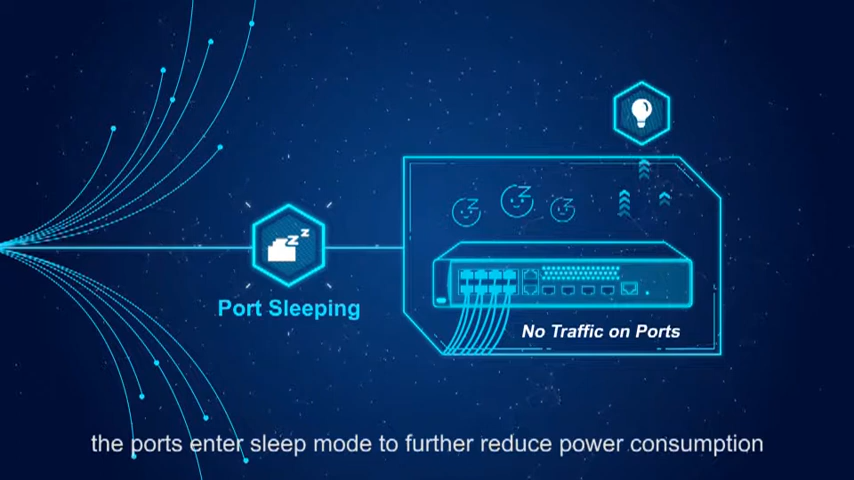 Port Sleeping
No Traffic on Ports
the ports enter sleep mode to further reduce power consumption